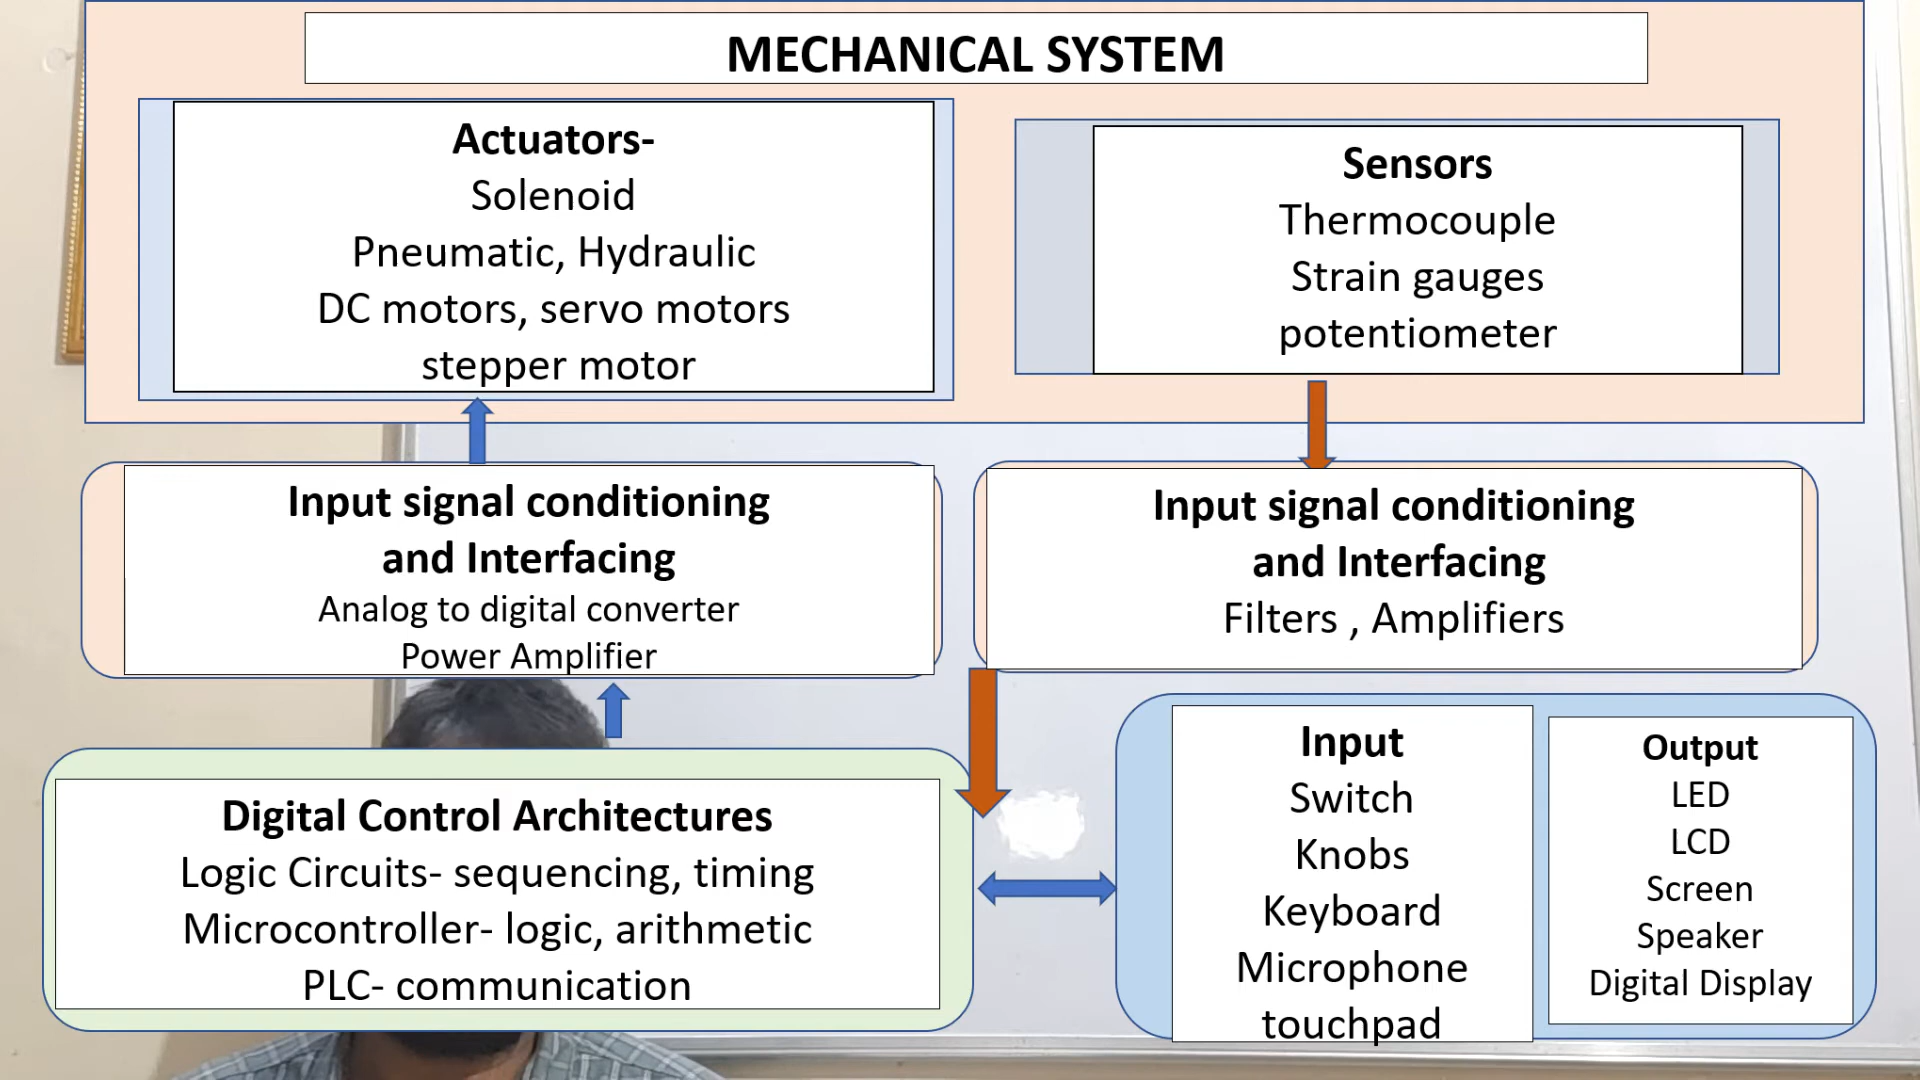 MECHANICAL SYSTEM
Actuators-
Solenoid
Pneumatic, Hydraulic
DC motors, servo motors
stepper motor
Sensors
Thermocouple
Strain gauges
potentiometer
Input signal conditioning
and Interfacing
Analog to digital converter
Power Amplifier
Input signal conditioning
and Interfacing
Filters , Amplifiers
Digital Control Architectures
Logic Circuits- sequencing, timing
Microcontroller- logic, arithmetic
PLC- communication
Input
Switch
Knobs
Keyboard
Microphone
touchpad
Output
LED
LCD
Screen
Speaker
Digital Display